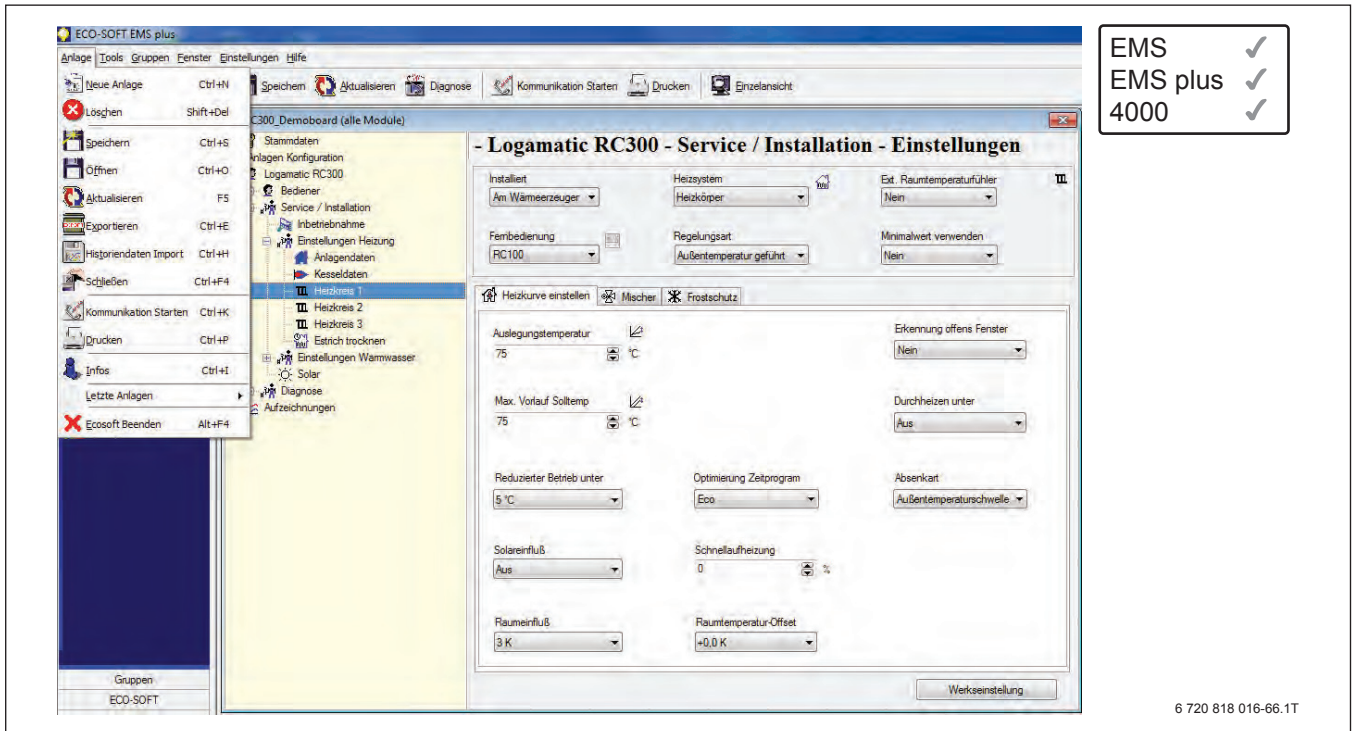 ECO-SOFT EMS plus
Anlage Tools Gruppen Fenster Einstellungen Hilfe
Speichern Aktualisieren Diagnose Kommunikation Starten Drucken Einzelansicht
Neue Anlage Ctrl+N
Löschen Shift+Del
Speichern Ctrl+S
Öffnen Ctrl+O
Aktualisieren F5
Exportieren Ctrl+E
Historiendaten Import Ctrl+H
Schließen Ctrl+F4
Kommunikation Starten Ctrl+K
Drucken Ctrl+P
Infos Ctrl+I
Letzte Anlagen
Ecosoft Beenden Alt+F4
Gruppen
ECO-SOFT
C300_Demoboard (alle Module)
Stammdaten
nlagen Konfiguration
Logamatic RC300
Bediener
Service / Installation
Inbetriebnahme
Einstellungen Heizung
Anlagendaten
Kesseldaten
Heizkreis 1
Heizkreis 2
Heizkreis 3
Estrich trocknen
Einstellungen Warmwasser
Solar
Diagnose
Aufzeichnungen
- Logamatic RC300 - Service / Installation - Einstellungen
Installiert Heizsystem Ext. Raumtemperaturfühler
Am Wärmeerzeuger Heizkörper Nein
Fernbedienung Regelungsart Minimalwert verwenden
RC100 Außentemperatur geführt Nein
Heizkurve einstellen Mischer Frostschutz
Auslegungstemperatur Erkennung offens Fenster
75 °C Nein
Max. Vorlauf Solltemp Durchheizen unter
75 °C Aus
Reduzierter Betrieb unter Optimierung Zeitprogram Absenkart
5 °C Eco Außentemperaturschwelle
Solareinfluß Schnellaufheizung
Aus 0 %
Raumeinfluß Raumtemperatur-Offset
3 K +0,0 K
Werkseinstellung
EMS ✓
EMS plus ✓
4000 ✓
6 720 818 016-66.1T